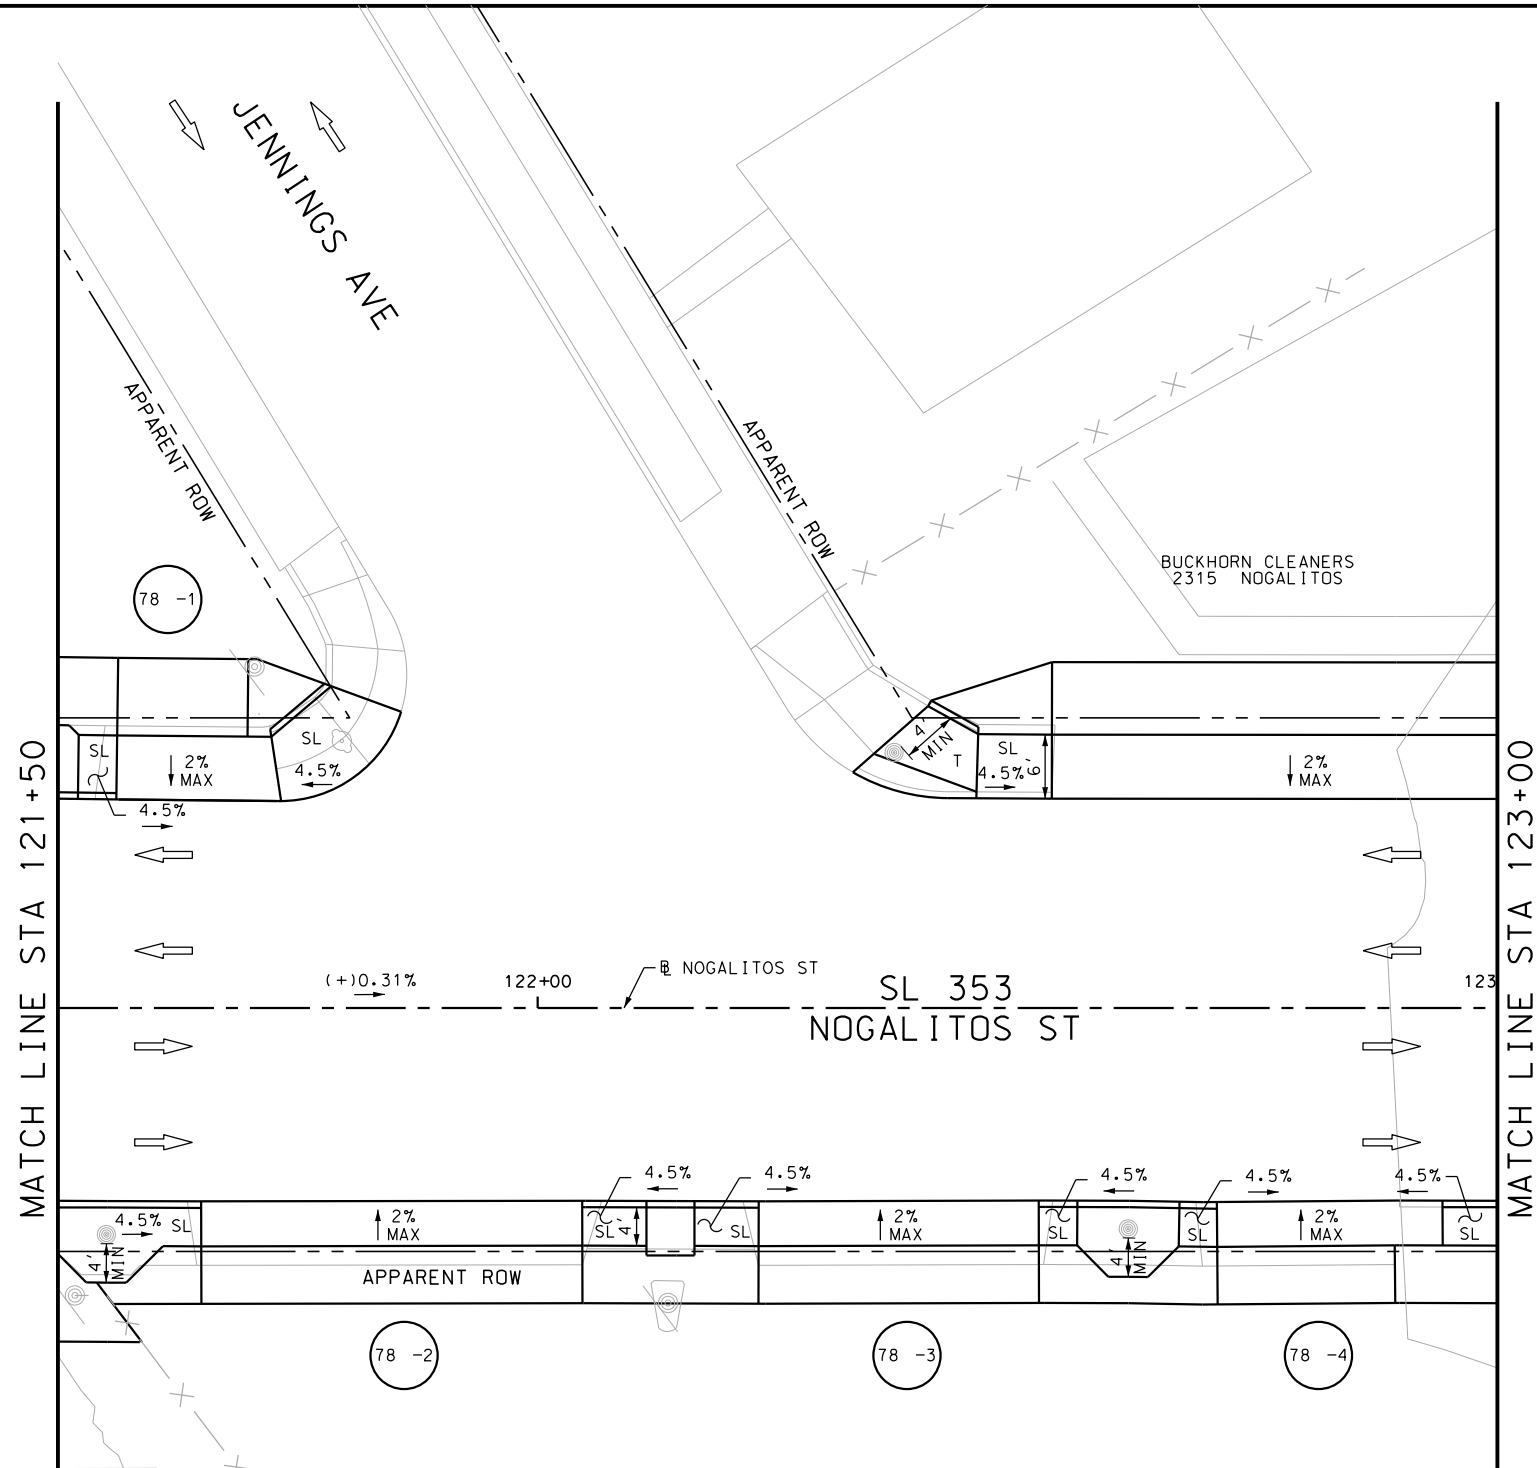 JENNINGS AVE
APPARENT ROW
APPARENT ROW
BUCKHORN CLEANERS
2315 NOGALITOS
78 -1
SL
2%
MAX
SL
4.5%
4.5%
4'
MIN
T
SL
4.5%
6'
2%
MAX
MATCH LINE STA 121+50
MATCH LINE STA 123+00
(+)0.31%
122+00
BL NOGALITOS ST
SL 353
NOGALITOS ST
123
4.5%
SL
4'
MIN
2%
MAX
APPARENT ROW
4.5%
SL
4'
4.5%
SL
2%
MAX
4.5%
SL
4'
MIN
4.5%
SL
2%
MAX
4.5%
SL
78 -2
78 -3
78 -4